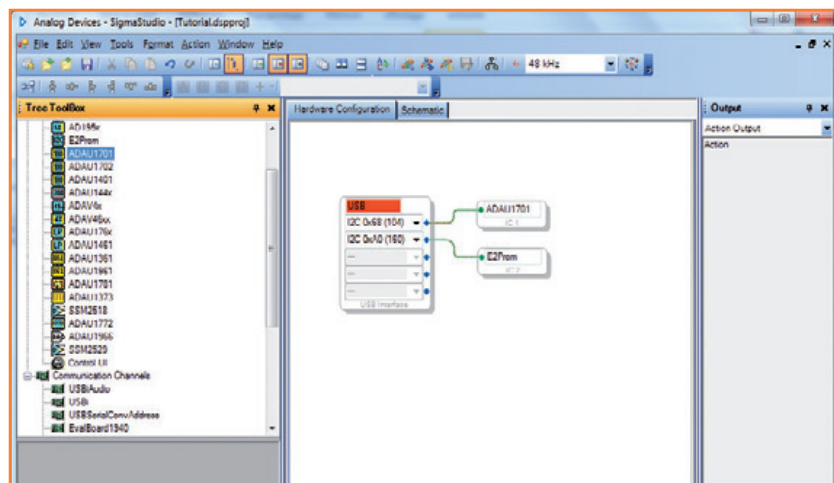 Analog Devices - SigmaStudio - [Tutorial.dspproj]
File Edit View Tools Format Action Window Help
48 kHz
Tree ToolBox
AD195x
E2Prom
ADAU1701
ADAU1702
ADAU1401
ADAU144x
ADAV4x
ADAV46xx
ADAU176x
ADAU1461
ADAU1361
ADAU1961
ADAU1781
ADAU1373
SSM2518
ADAU1772
ADAU1966
SSM2529
Control UI
Communication Channels
USBiAudio
USBi
USBSerialConvAddress
EvalBoard1940
Hardware Configuration
Schematic
USB
I2C 0x68 (104)
I2C 0xA0 (160)
---
---
---
USB Interface
ADAU1701
IC 1
E2Prom
IC 2
Output
Action Output
Action